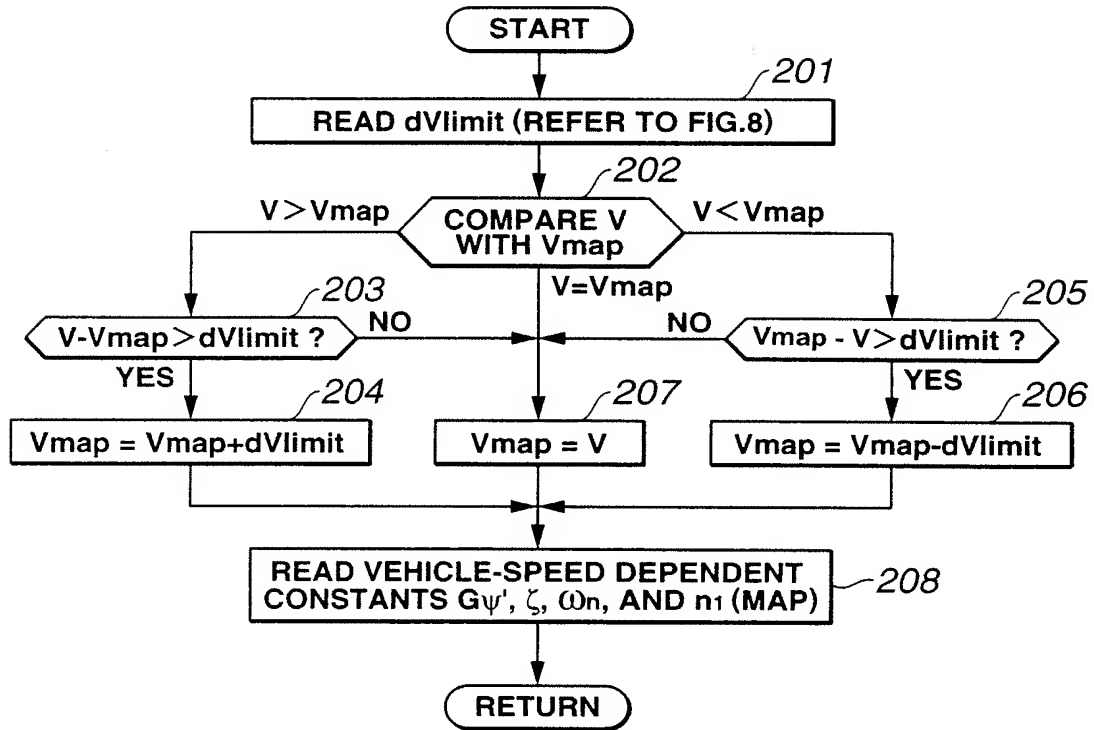 START
201
READ dVlimit (REFER TO FIG.8)
202
V>Vmap
COMPARE V
WITH Vmap
V<Vmap
V=Vmap
203
V-Vmap>dVlimit ?
NO
YES
205
NO
Vmap - V>dVlimit ?
YES
204
Vmap = Vmap+dVlimit
207
Vmap = V
206
Vmap = Vmap-dVlimit
READ VEHICLE-SPEED DEPENDENT
CONSTANTS Gψ', ζ, ωn, AND n1 (MAP)
208
RETURN